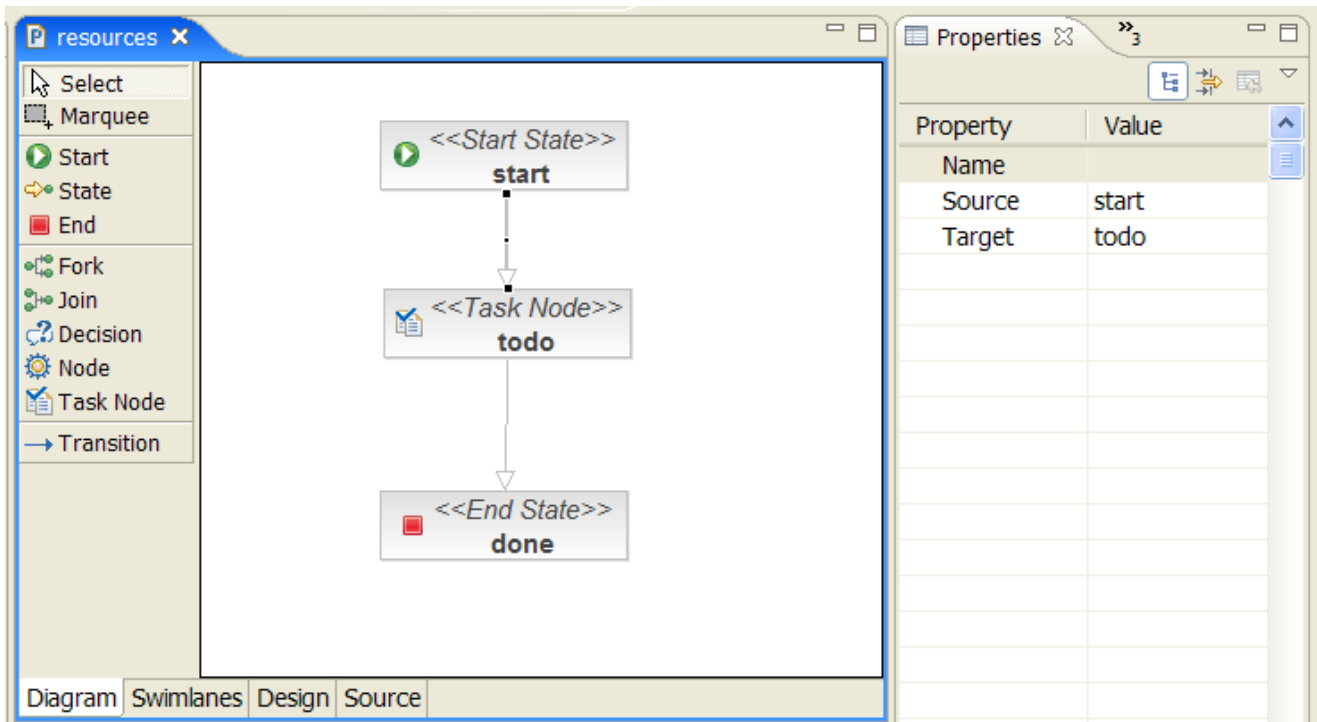 resources
Select
Marquee
Start
State
End
Fork
Join
Decision
Node
Task Node
Transition
<<Start State>>
start
<<Task Node>>
todo
<<End State>>
done
Diagram Swimlanes Design Source
Properties »3
Property Value
Name
Source start
Target todo